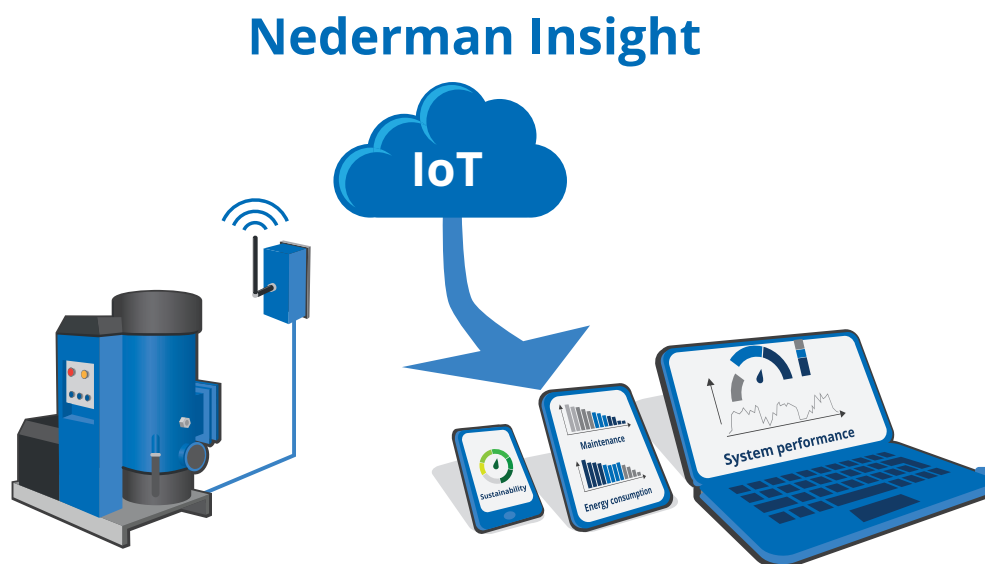 Nederman Insight
IoT
Sustainability
Maintenance
Energy consumption
System performance